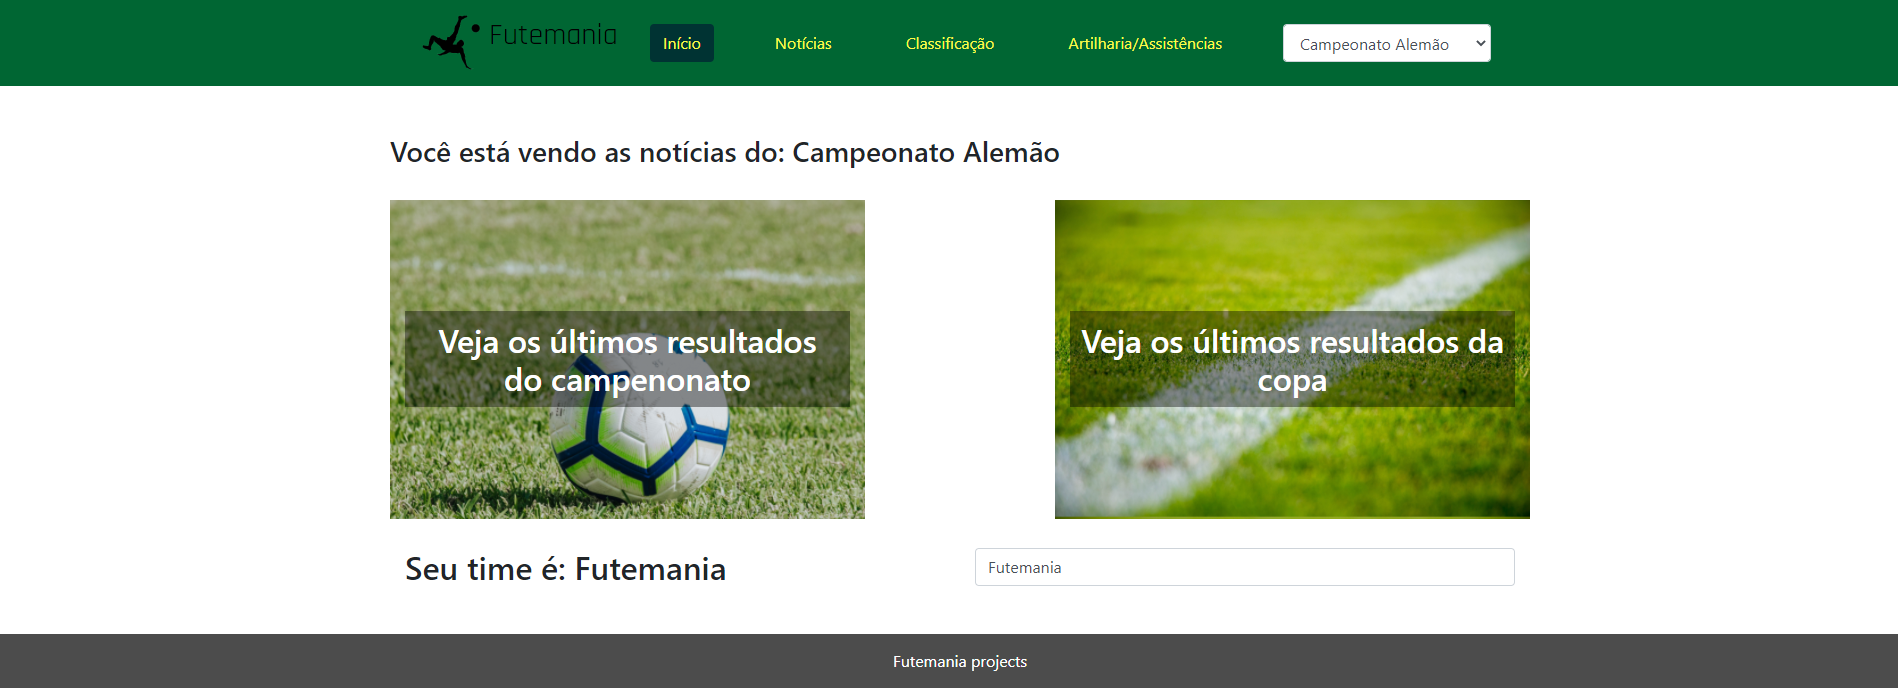 Futemania
Início
Notícias
Classificação
Artilharia/Assistências
Campeonato Alemão
Você está vendo as notícias do: Campeonato Alemão
Veja os últimos resultados
do campenonato
Veja os últimos resultados da
copa
Seu time é: Futemania
Futemania
Futemania projects